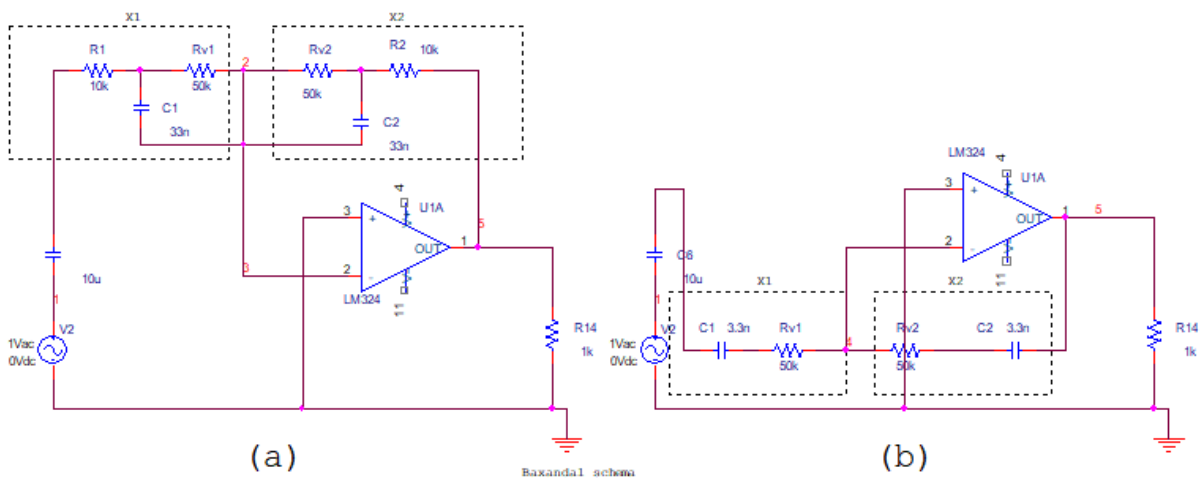 X1
X2
R1
Rv1
2
Rv2
R2
10k
10k
50k
50k
C1
33n
C2
33n
4
U1A
3
+
V+
OUT
1
5
2
-
V-
3
LM324
11
10u
1
V2
1Vac
0Vdc
R14
1k
(a)
LM324
4
U1A
3
+
V+
OUT
1
5
2
-
V-
11
C6
10u
1
X1
X2
V2
1Vac
0Vdc
C1
3.3n
Rv1
50k
4
Rv2
50k
C2
3.3n
R14
1k
(b)
Baxandal schema